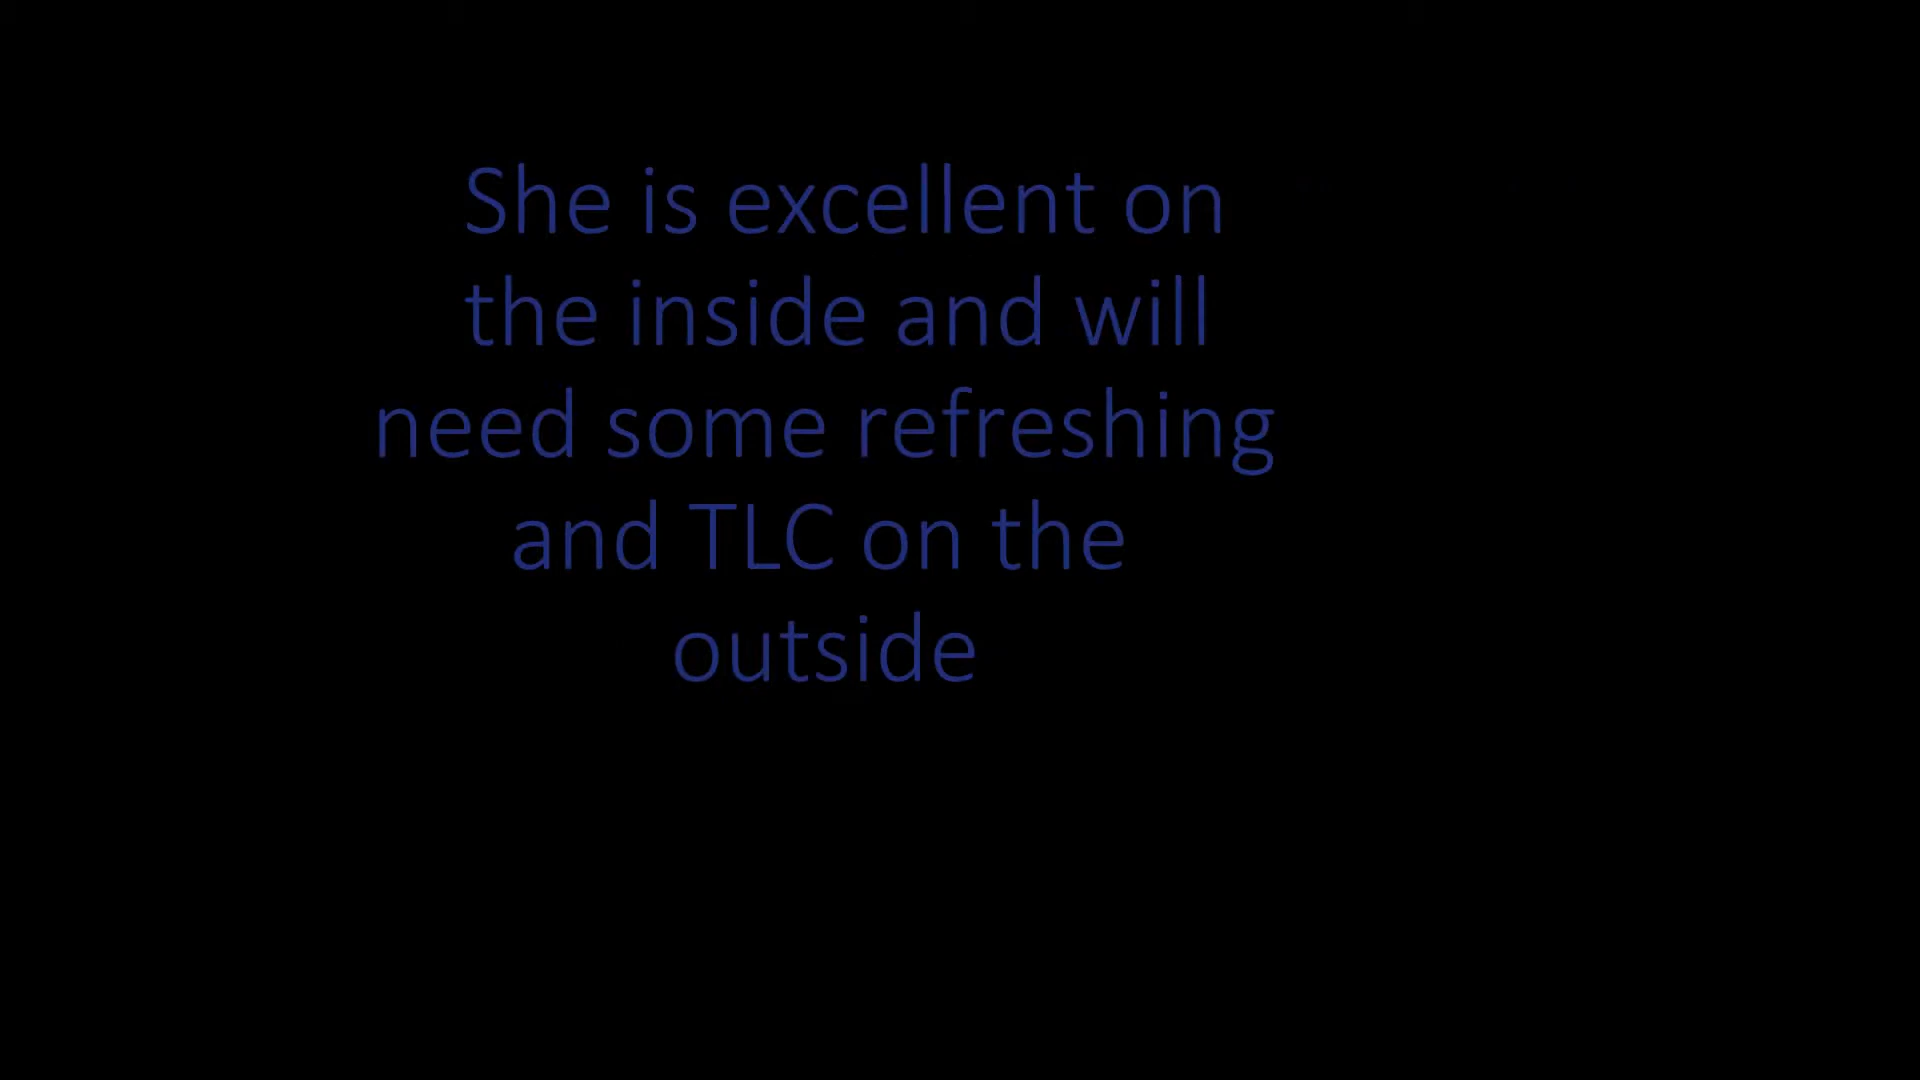 She is excellent on
the inside and will
need some refreshing
and TLC on the
outside